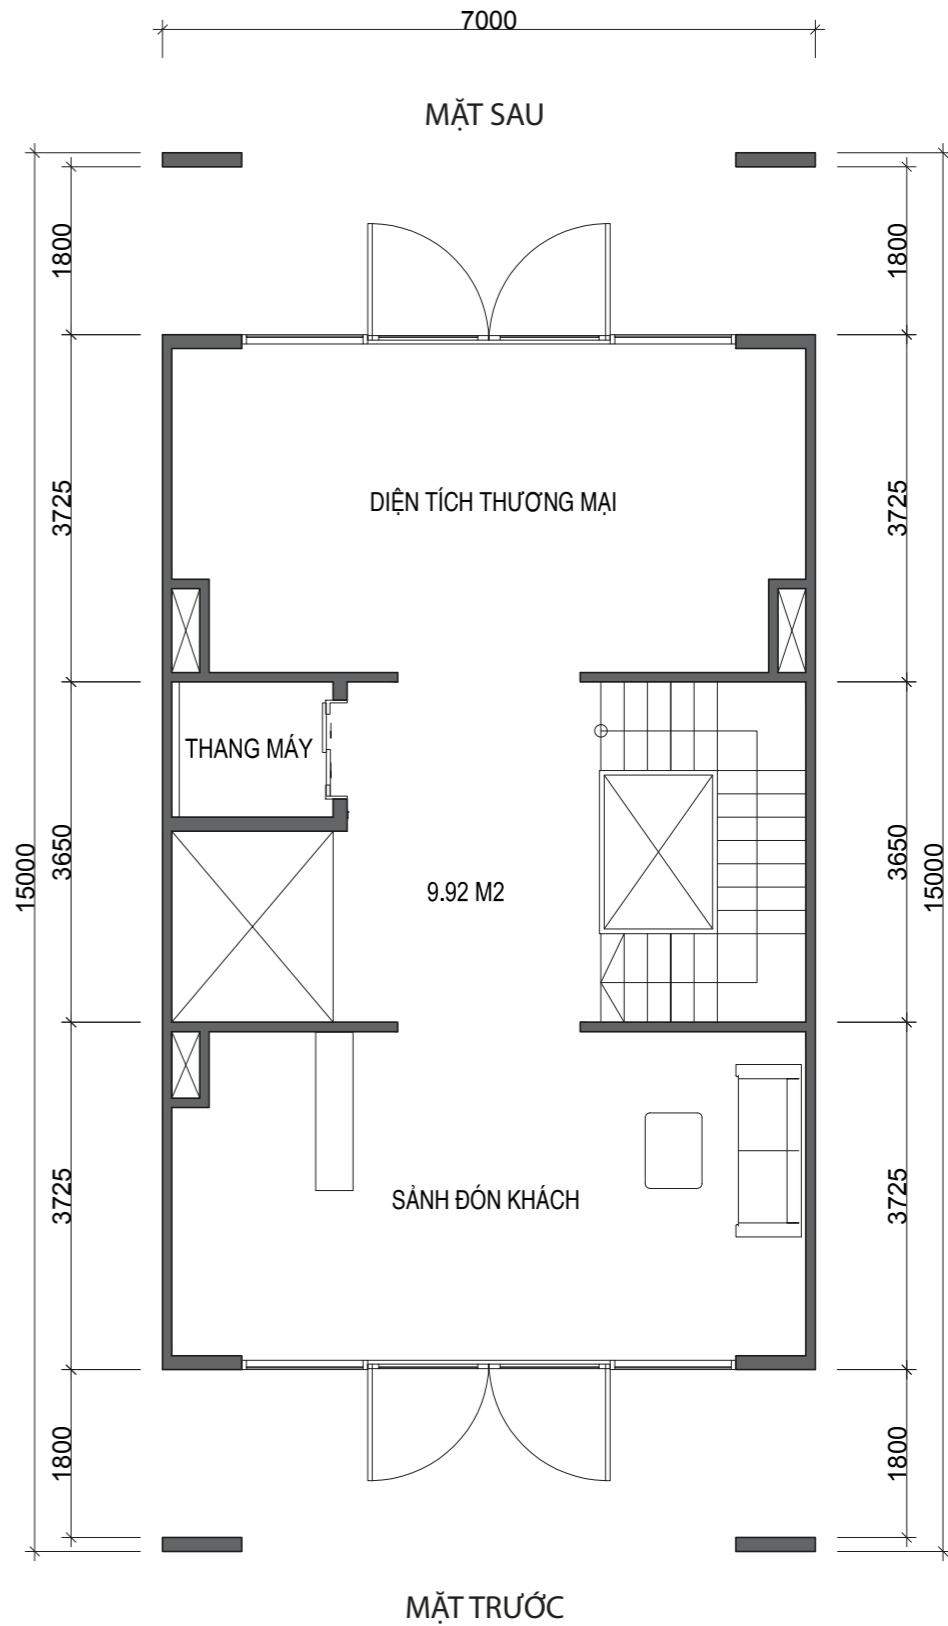 7000
MẶT SAU
1800
1800
3725
3725
DIỆN TÍCH THƯƠNG MẠI
THANG MÁY
15000
3650
9.92 M2
3650
15000
3725
3725
SẢNH ĐÓN KHÁCH
1800
1800
MẶT TRƯỚC